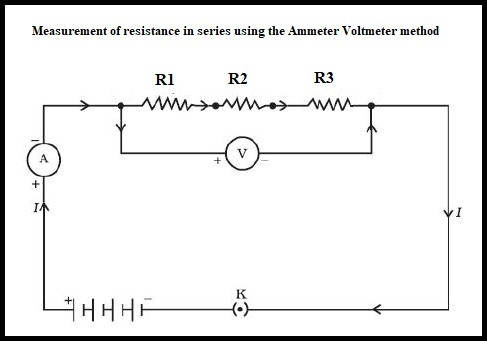 Measurement of resistance in series using the Ammeter Voltmeter method
R1 R2 R3
A
V
+ −
− +
I
I
K
+ −